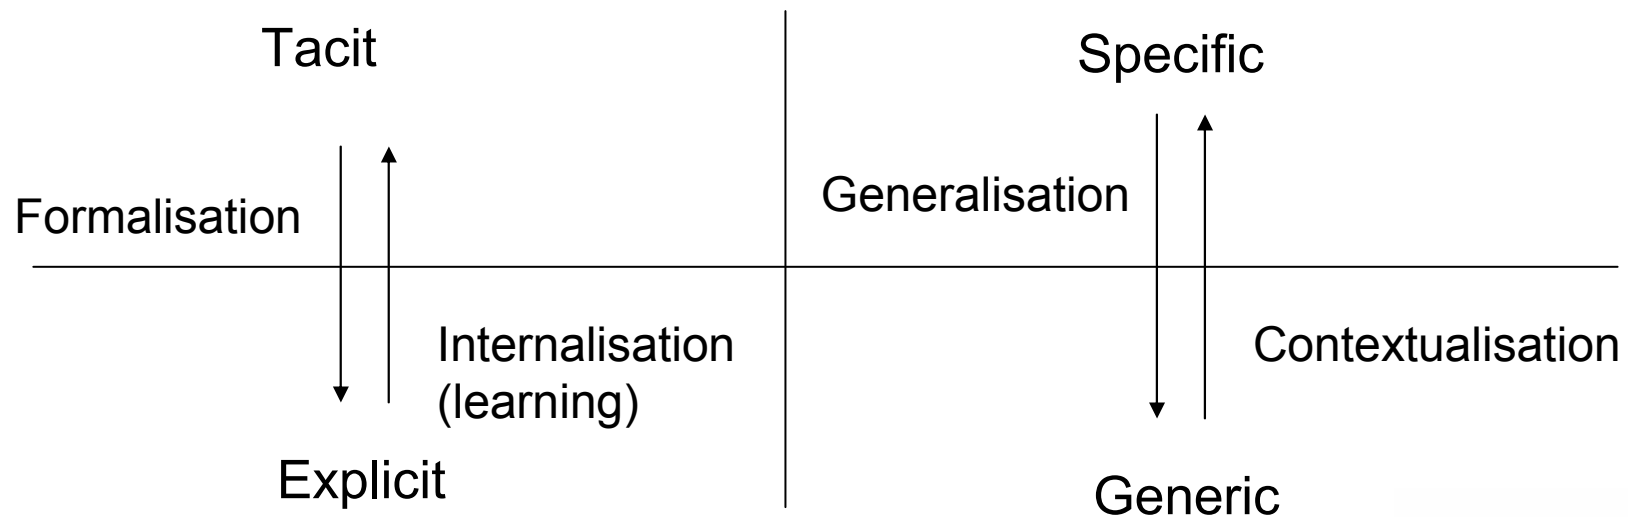 Tacit
Specific
Formalisation
Generalisation
Internalisation
(learning)
Contextualisation
Explicit
Generic